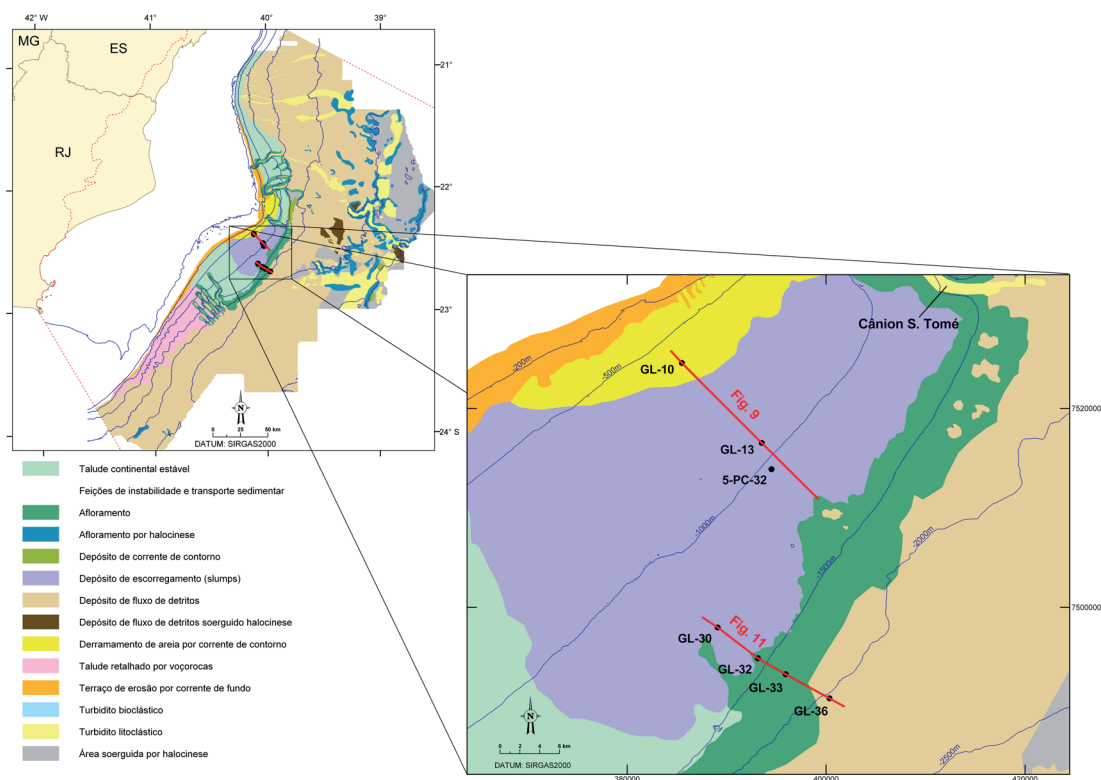 42° W
41°
40°
39°
MG
ES
RJ
21°
22°
23°
24° S
N
0 25 50 km
DATUM: SIRGAS2000
Talude continental estável
Feições de instabilidade e transporte sedimentar
Afloramento
Afloramento por halocinese
Depósito de corrente de contorno
Depósito de escorregamento (slumps)
Depósito de fluxo de detritos
Depósito de fluxo de detritos soerguido halocinese
Derramamento de areia por corrente de contorno
Talude retalhado por voçorocas
Terraço de erosão por corrente de fundo
Turbidito bioclástico
Turbidito litoclástico
Área soerguida por halocinese
Cânion S. Tomé
-200m
-500m
GL-10
Fig. 9
7520000
GL-13
5-PC-32
-1000m
-2000m
-1500m
7500000
GL-30
Fig. 11
GL-32
GL-33
GL-36
N
0 2 4 6 km
DATUM: SIRGAS2000
-2500m
380000
400000
420000